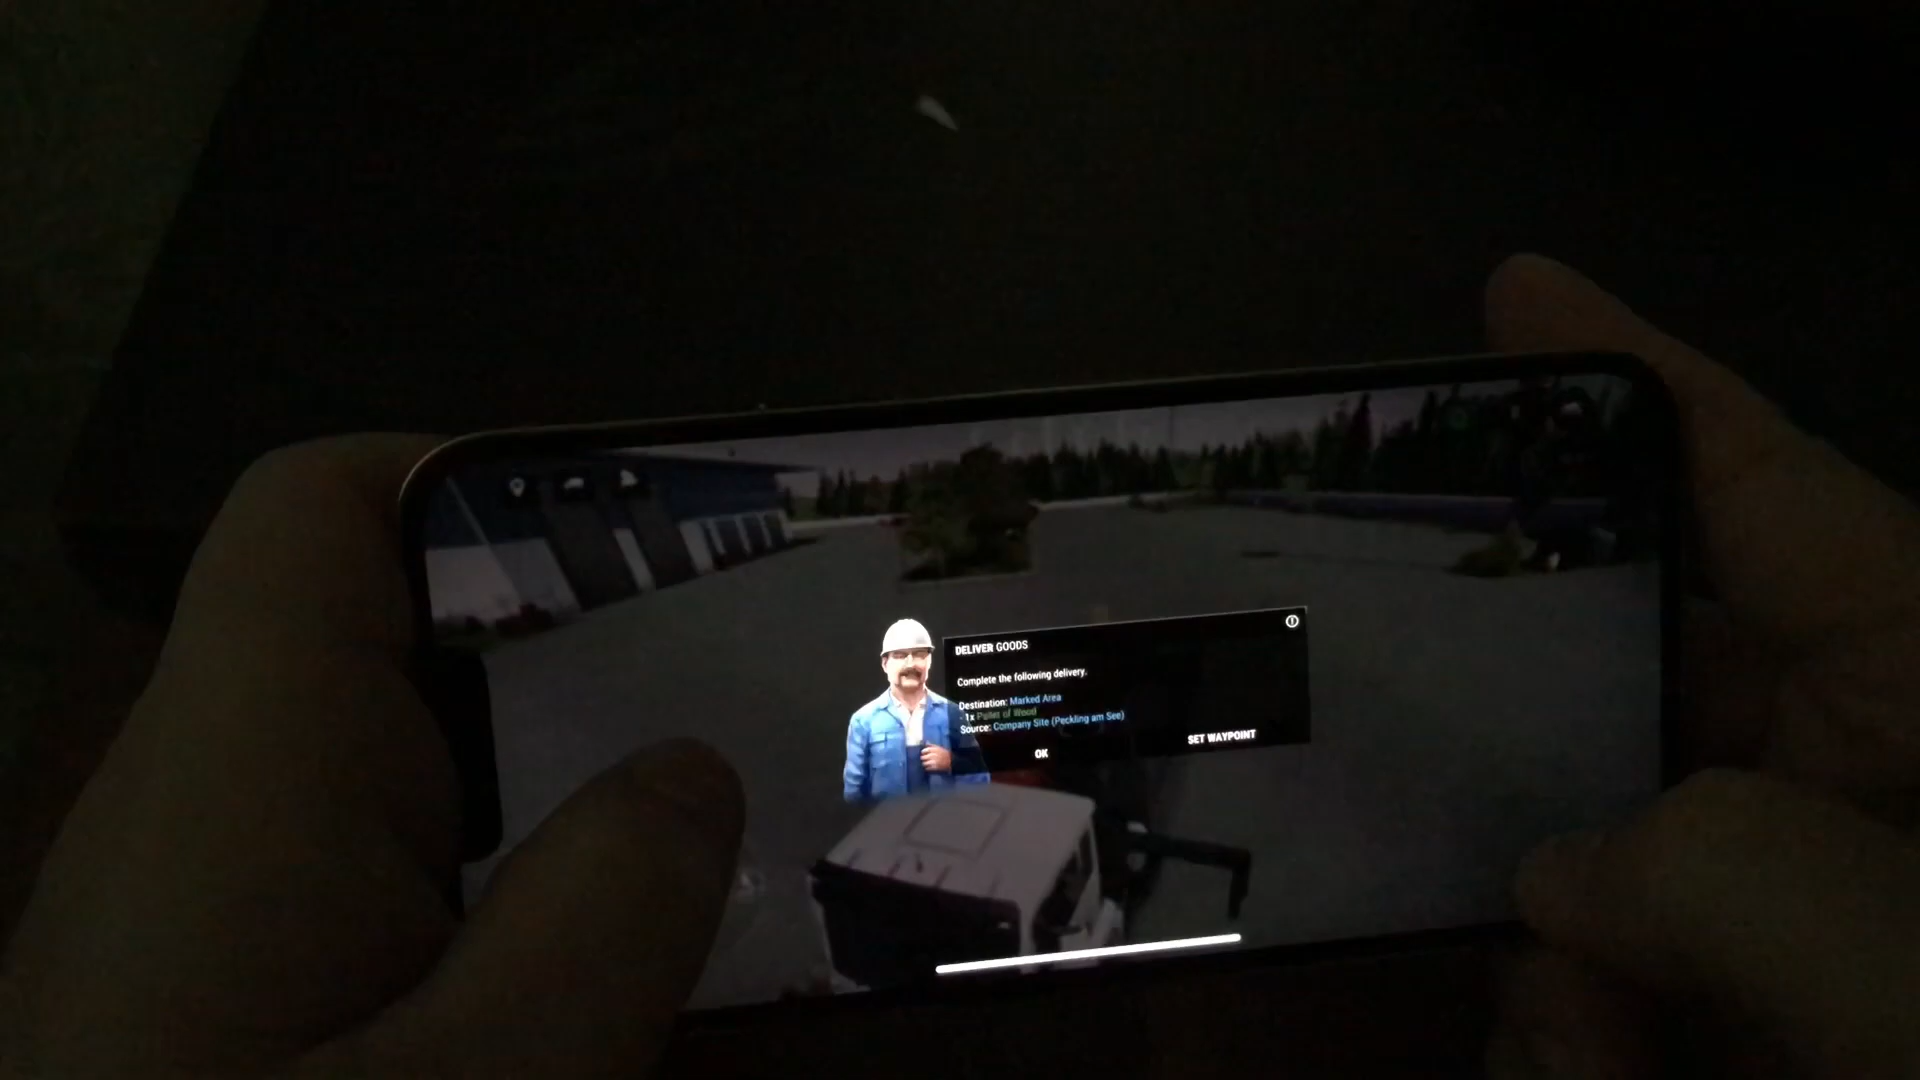 DELIVER GOODS
Complete the following delivery.
Destination: Marked Area
- 1x Pallet of Wood
Source: Company Site (Peckling am See)
OK
SET WAYPOINT